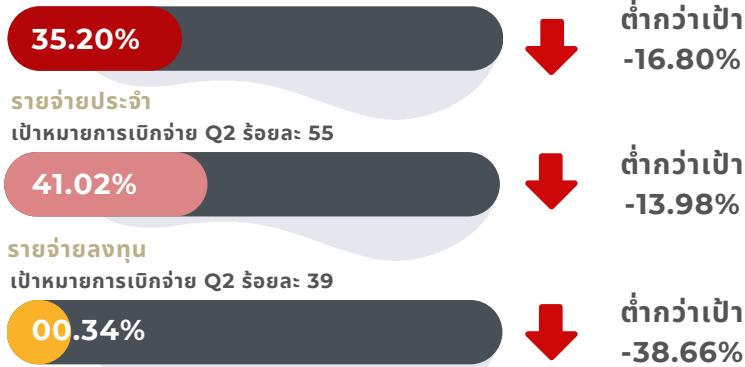 35.20%
ต่ำกว่าเป้า
-16.80%
รายจ่ายประจำ
เป้าหมายการเบิกจ่าย Q2 ร้อยละ 55
41.02%
ต่ำกว่าเป้า
-13.98%
รายจ่ายลงทุน
เป้าหมายการเบิกจ่าย Q2 ร้อยละ 39
00.34%
ต่ำกว่าเป้า
-38.66%